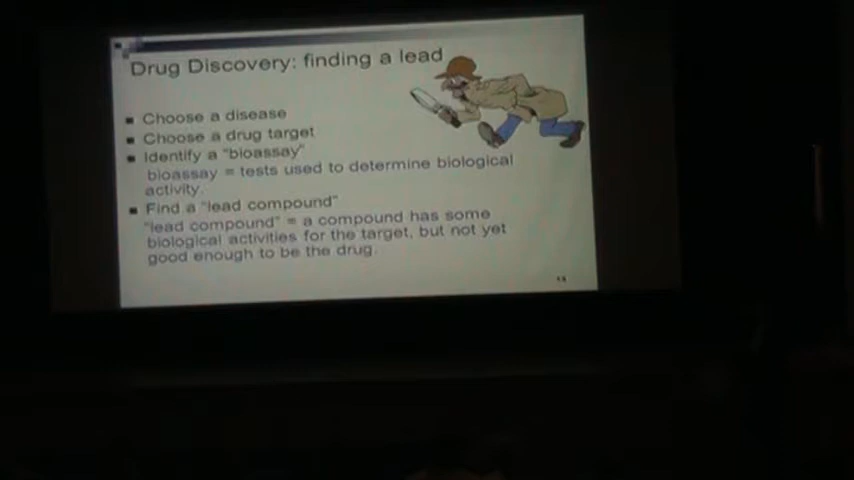 Drug Discovery: finding a lead
Choose a disease
Choose a drug target
Identify a "bioassay"
bioassay = tests used to determine biological
activity.
Find a "lead compound"
"lead compound" = a compound has some
biological activities for the target, but not yet
good enough to be the drug.